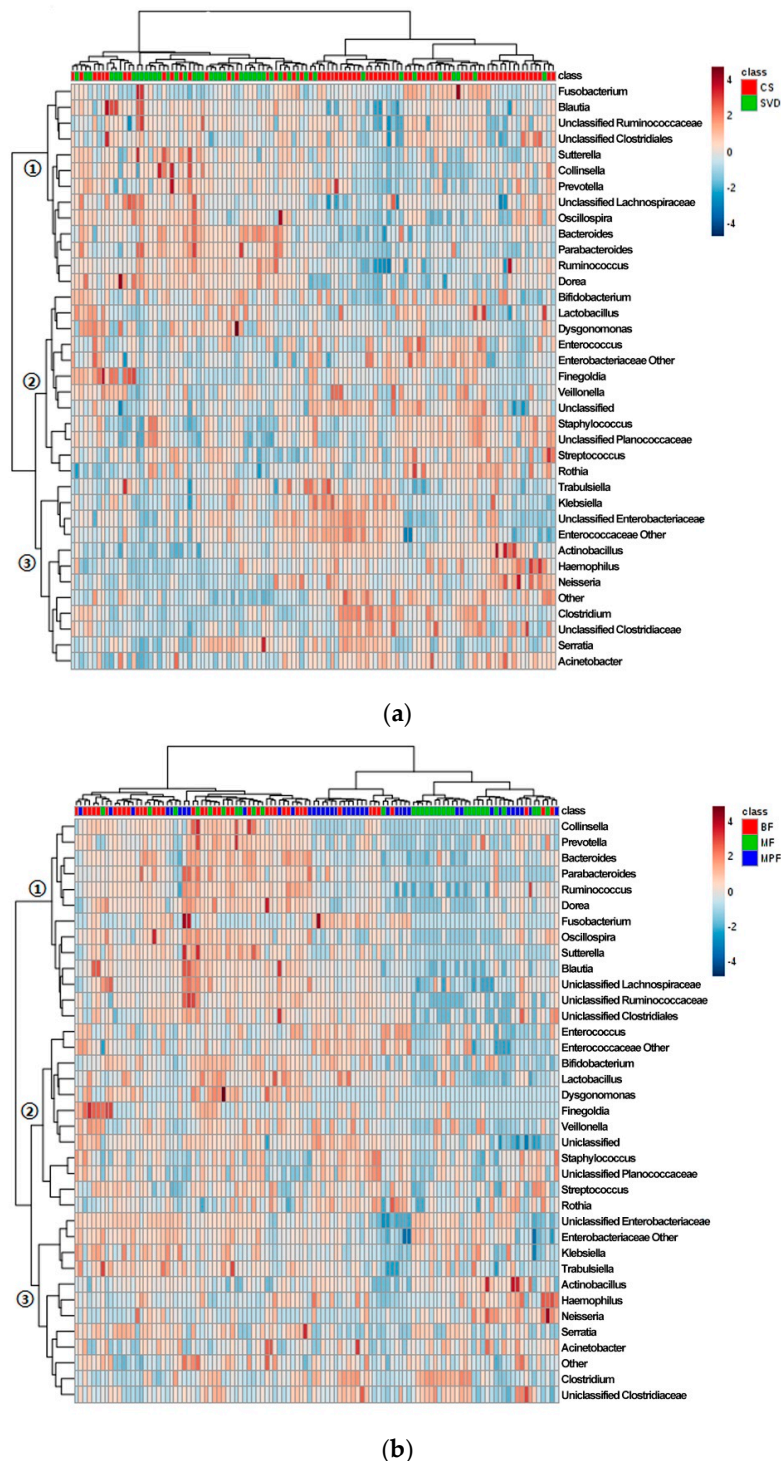 ①
class
class
Fusobacterium
4
CS
Blautia
SVD
Unclassified Ruminococcaceae
2
Unclassified Clostridiales
0
Sutterella
①
Collinsella
-2
Prevotella
Unclassified Lachnospiraceae
-4
Oscillospira
Bacteroides
Parabacteroides
Ruminococcus
Dorea
Bifidobacterium
Lactobacillus
Dysgonomonas
Enterococcus
Enterobacteriaceae Other
②
Finegoldia
Veillonella
Unclassified
Staphylococcus
Unclassified Planococcaceae
Streptococcus
Rothia
Trabulsiella
Klebsiella
Unclassified Enterobacteriaceae
Enterococcaceae Other
Actinobacillus
③
Haemophilus
Neisseria
Other
Clostridium
Unclassified Clostridiaceae
Serratia
Acinetobacter
(a)
class
class
Collinsella
4
BF
Prevotella
MF
Bacteroides
2
MPF
①
Parabacteroides
0
Ruminococcus
Dorea
-2
Fusobacterium
Oscillospira
-4
Sutterella
Blautia
Uniclassified Lachnospiraceae
Uniclassified Ruminococcaceae
Uniclassified Clostridiales
Enterococcus
Enterococcaceae Other
Bifidobacterium
Lactobacillus
Dysgonomonas
②
Finegoldia
Veillonella
Uniclassified
Staphylococcus
Uniclassified Planococcaceae
Streptococcus
Rothia
Uniclassified Enterobacteriaceae
Enterobacteriaceae Other
Klebsiella
Trabulsiella
Actinobacillus
③
Haemophilus
Neisseria
Serratia
Acinetobacter
Other
Clostridium
Uniclassified Clostridiaceae
(b)